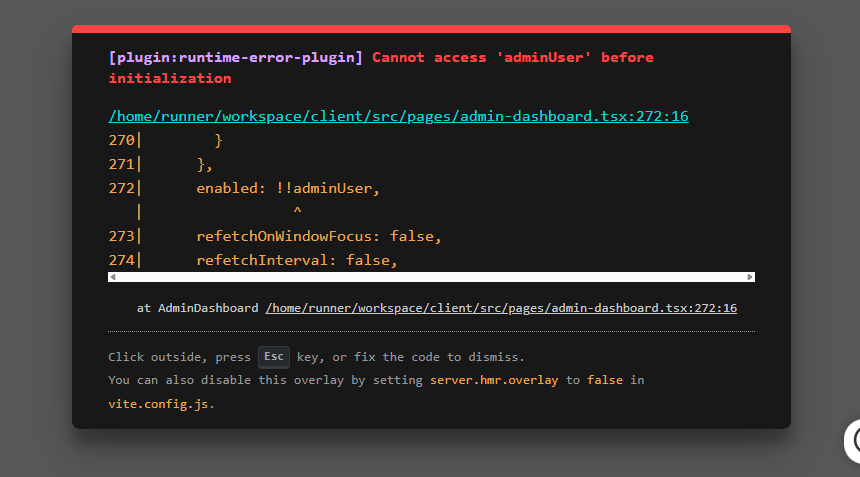 [plugin:runtime-error-plugin] Cannot access 'adminUser' before
initialization
/home/runner/workspace/client/src/pages/admin-dashboard.tsx:272:16
270|         }
271|       },
272|       enabled: !!adminUser,
   |                  ^
273|       refetchOnWindowFocus: false,
274|       refetchInterval: false,
at AdminDashboard /home/runner/workspace/client/src/pages/admin-dashboard.tsx:272:16
Click outside, press Esc key, or fix the code to dismiss.
You can also disable this overlay by setting server.hmr.overlay to false in
vite.config.js.